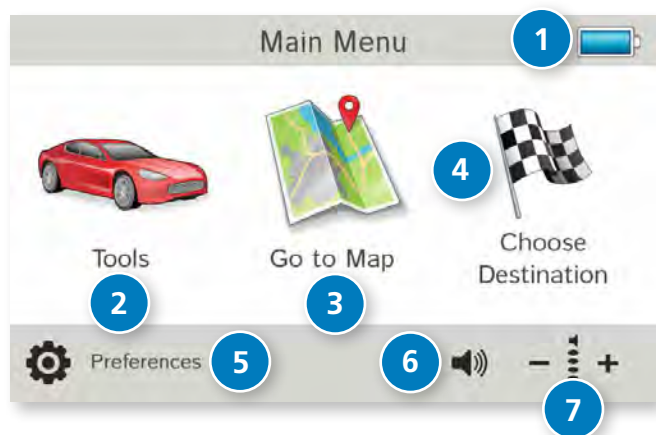 Main Menu
1
4
Tools
Go to Map
Choose
Destination
2
3
Preferences
5
6
− +
7